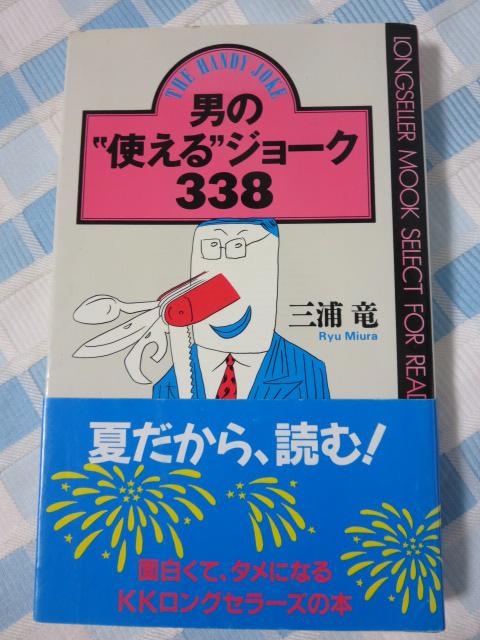 THE HANDY JOKE
男の
“使える”ジョーク
338
三浦 竜
Ryu Miura
LONGSELLER MOOK SELECT FOR READ
夏だから、読む!
面白くて、タメになる
KKロングセラーズの本